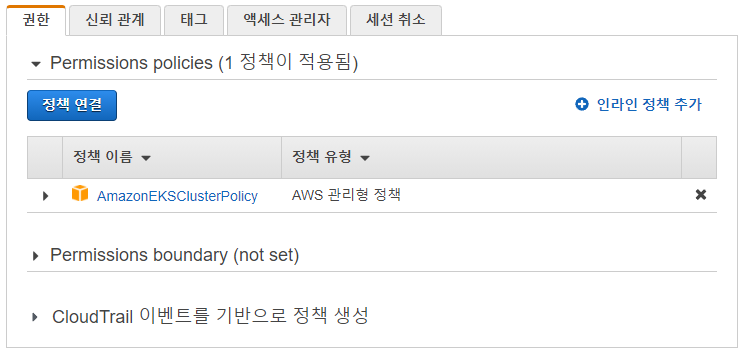 권한 신뢰 관계 태그 액세스 관리자 세션 취소
Permissions policies (1 정책이 적용됨)
정책 연결 인라인 정책 추가
정책 이름 정책 유형
AmazonEKSClusterPolicy AWS 관리형 정책
Permissions boundary (not set)
CloudTrail 이벤트를 기반으로 정책 생성